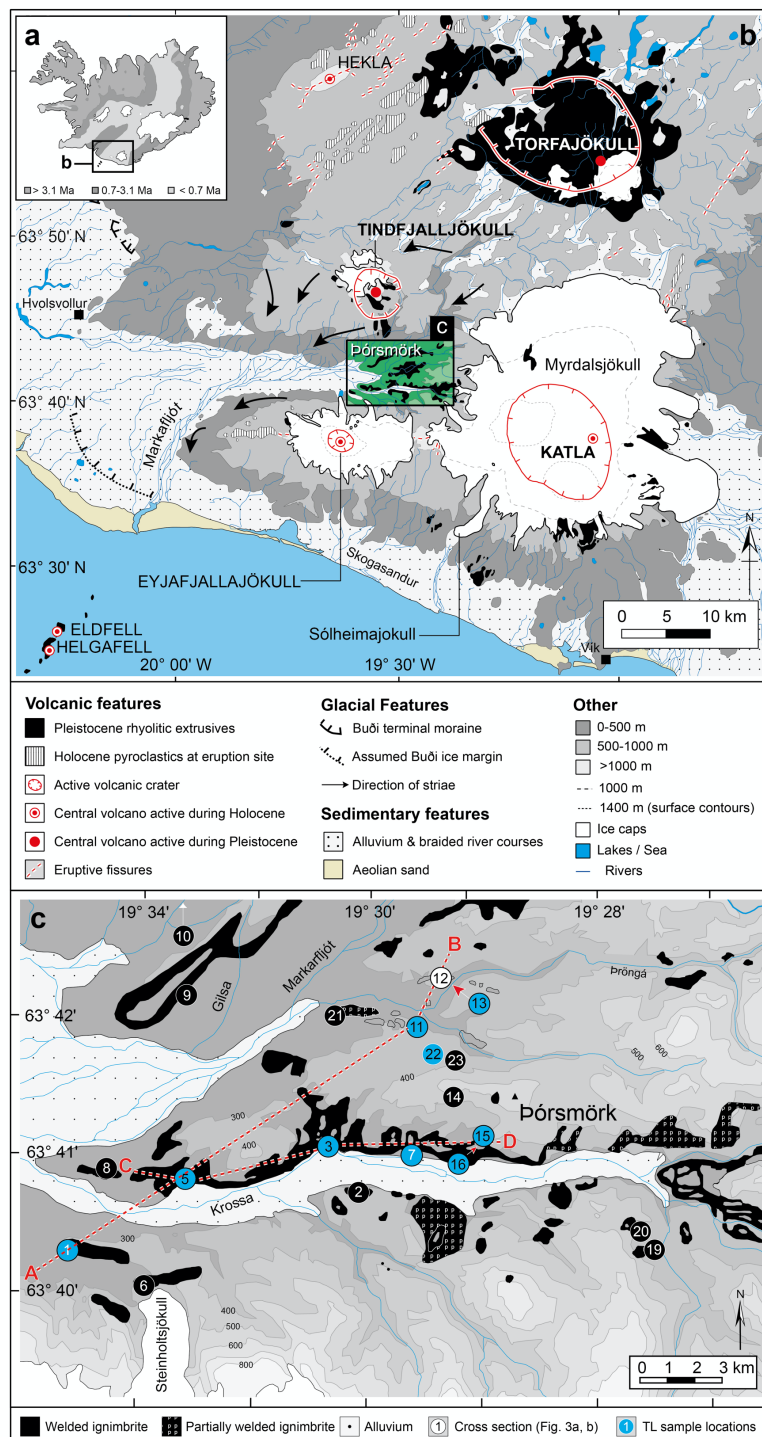 a
b
b
> 3.1 Ma
0.7-3.1 Ma
< 0.7 Ma
HEKLA
TORFAJÖKULL
63° 50' N
TINDFJALLJÖKULL
Hvolsvollur
C
Þórsmörk
Myrdalsjökull
63° 40' N
Markafljót
KATLA
63° 30' N
Skogasandur
EYJAFJALLAJÖKULL
Sólheimajokull
N
0 5 10 km
ELDFELL
HELGAFELL
Vik
20° 00' W
19° 30' W
Volcanic features
Pleistocene rhyolitic extrusives
Holocene pyroclastics at eruption site
Active volcanic crater
Central volcano active during Holocene
Central volcano active during Pleistocene
Eruptive fissures
Glacial Features
Buði terminal moraine
Assumed Buði ice margin
Direction of striae
Sedimentary features
Alluvium & braided river courses
Aeolian sand
Other
0-500 m
500-1000 m
>1000 m
1000 m
1400 m (surface contours)
Ice caps
Lakes / Sea
Rivers
c
19° 34'
19° 30'
19° 28'
10
B
Markarfljót
Þröngá
12
9
Gilsa
13
63° 42'
21
11
500
600
22
23
400
14
Þórsmörk
300
400
15
D
63° 41'
3
7
8
C
5
16
Krossa
2
1
300
20
19
A
6
63° 40'
Steinholtsjökull
400
500
600
800
N
0 1 2 3 km
Welded ignimbrite
Partially welded ignimbrite
Alluvium
1 Cross section (Fig. 3a, b)
1 TL sample locations